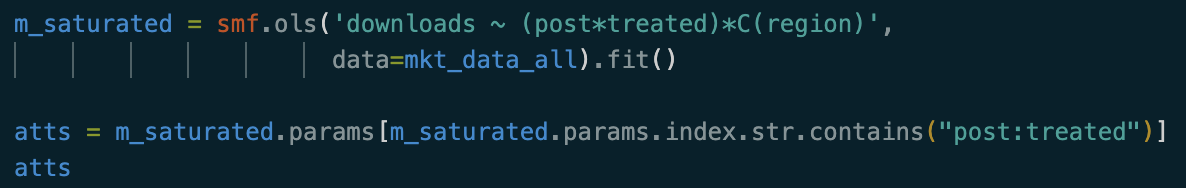 m_saturated = smf.ols('downloads ~ (post*treated)*C(region)',
data=mkt_data_all).fit()
atts = m_saturated.params[m_saturated.params.index.str.contains("post:treated")]
atts